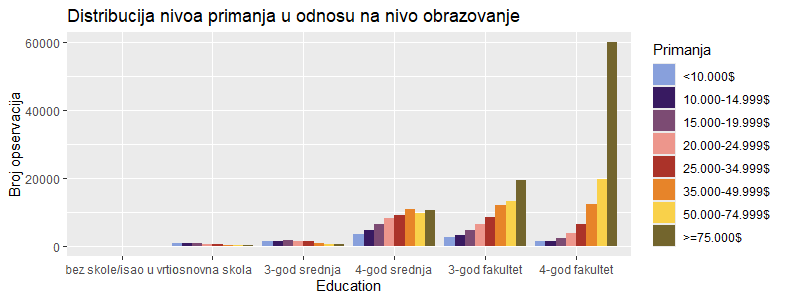 Distribucija nivoa primanja u odnosu na nivo obrazovanje
Broj opservacija
60000
40000
20000
0
bez skole/isao u vrtic
osnovna skola
3-god srednja
4-god srednja
3-god fakultet
4-god fakultet
Education
Primanja
<10.000$
10.000-14.999$
15.000-19.999$
20.000-24.999$
25.000-34.999$
35.000-49.999$
50.000-74.999$
>=75.000$